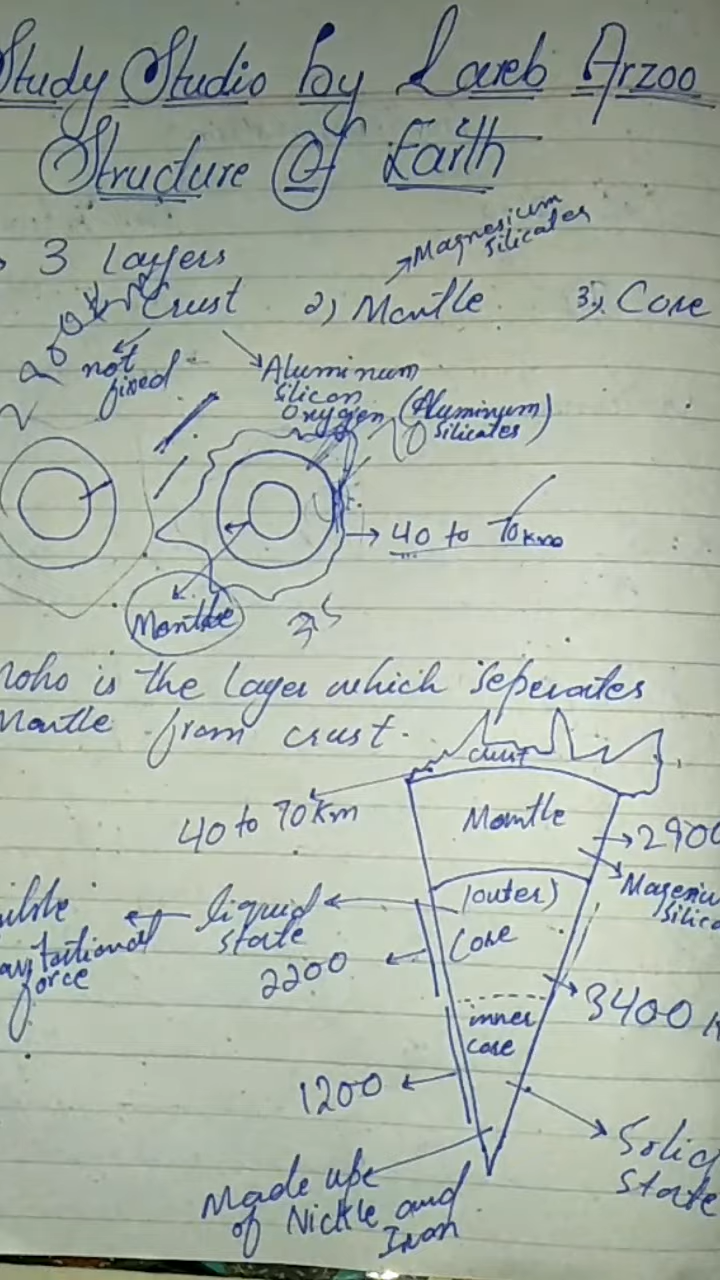 Study Studio by Lareb Arzoo
Structure Of Earth
3 Layers
Magnesium
Silicates
Crust 2) Mantle 3) Core
not
fixed
Aluminum
Silicon
Oxygen (Aluminum)
Silicates
40 to 70km
Mantle
Moho is the Layer which Seperates
Mantle from crust.
crust
40 to 70km
Mantle
2900
(outer)
Core
liquid
state
force
2200
3400
inner
core
1200
Solid
State
Made up
of Nickle and
Iron